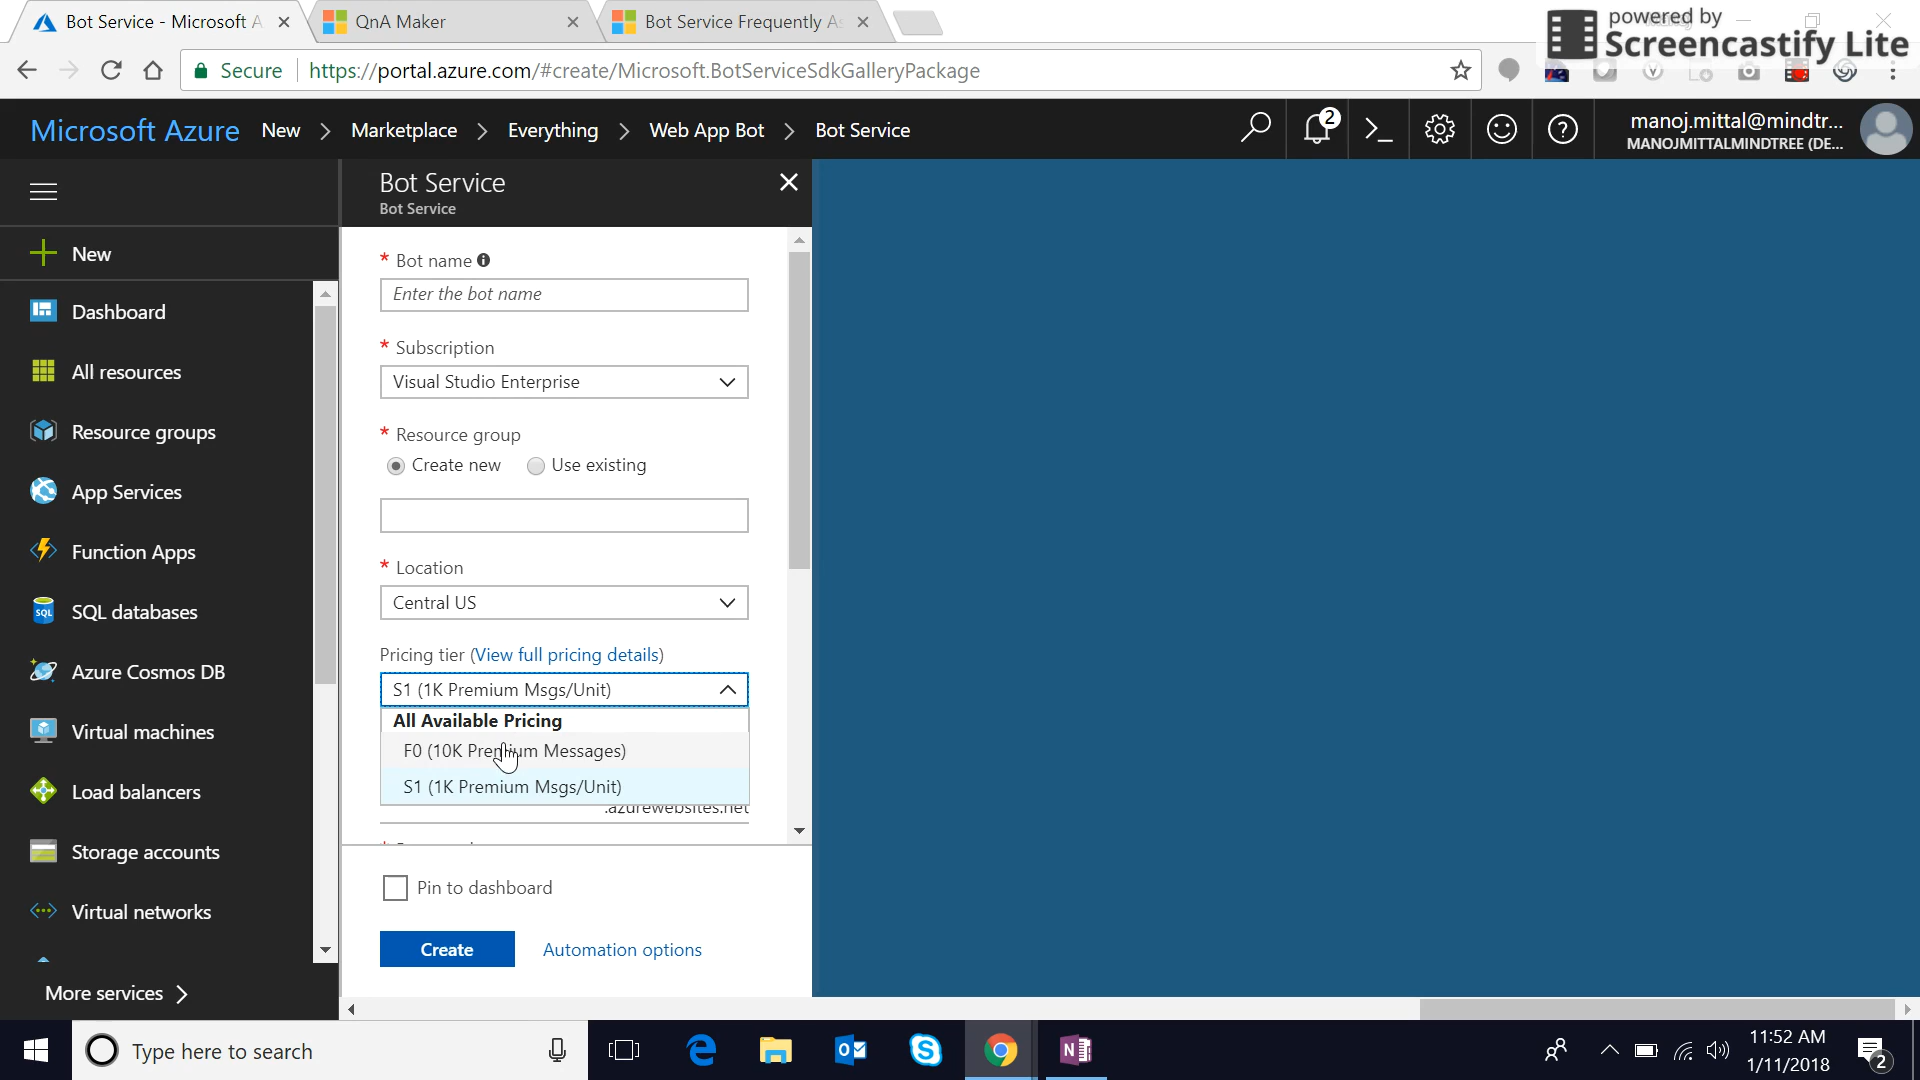 Bot Service - Microsoft A
QnA Maker
Bot Service Frequently As
powered by
Screencastify Lite
Secure
https://portal.azure.com/#create/Microsoft.BotServiceSdkGalleryPackage
Microsoft Azure New > Marketplace > Everything > Web App Bot > Bot Service
2
manoj.mittal@mindtr...
MANOJMITTALMINDTREE (DE...
Bot Service
Bot Service
New
Dashboard
All resources
Resource groups
App Services
Function Apps
SQL
SQL databases
Azure Cosmos DB
Virtual machines
Load balancers
Storage accounts
Virtual networks
More services >
* Bot name
Enter the bot name
* Subscription
Visual Studio Enterprise
* Resource group
Create new Use existing
* Location
Central US
Pricing tier (View full pricing details)
S1 (1K Premium Msgs/Unit)
All Available Pricing
F0 (10K Premium Messages)
S1 (1K Premium Msgs/Unit)
.azurewebsites.net
Pin to dashboard
Create
Automation options
Type here to search
11:52 AM
1/11/2018
2